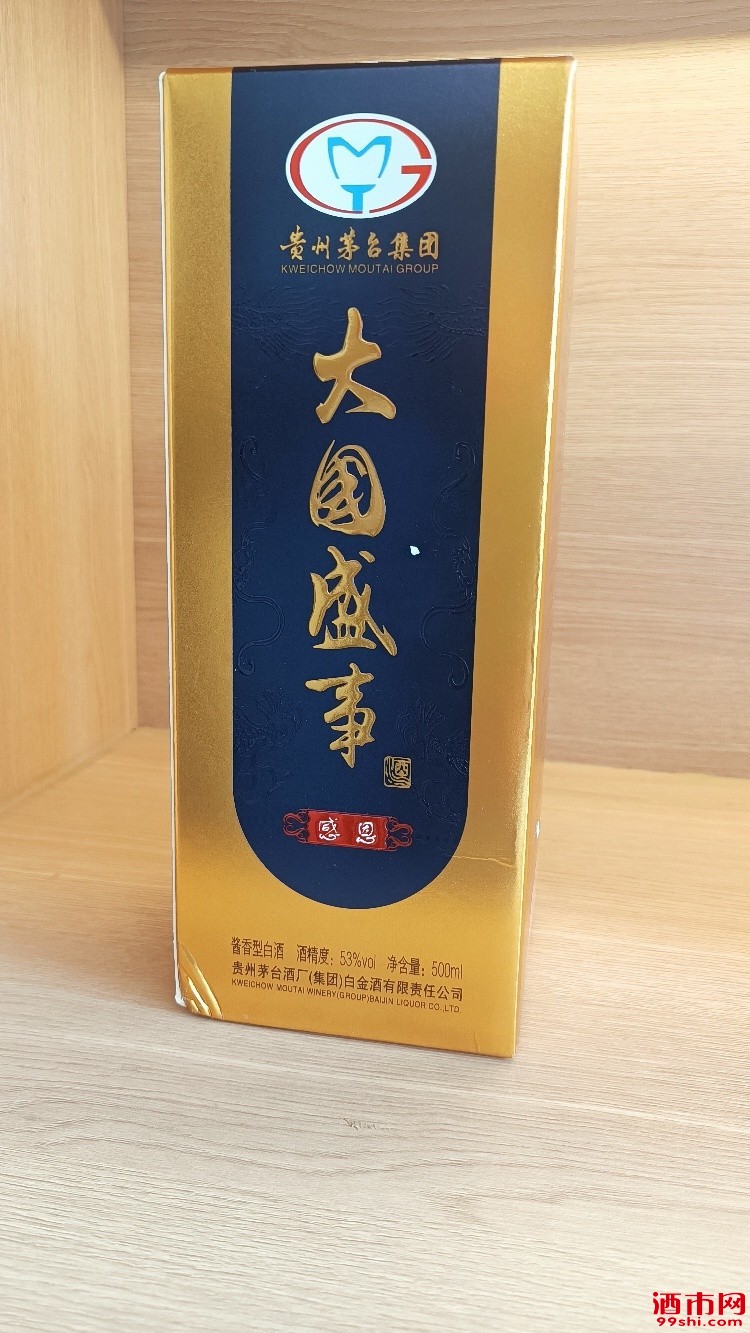 MG
贵州茅台集团
KWEICHOW MOUTAI GROUP
大
國
盛
事
酒
感恩
酱香型白酒 酒精度：53%vol 净含量：500ml
贵州茅台酒厂(集团)白金酒有限责任公司
KWEICHOW MOUTAI WINERY(GROUP)BAIJIN LIQUOR CO.,LTD
酒市网
99shi.com